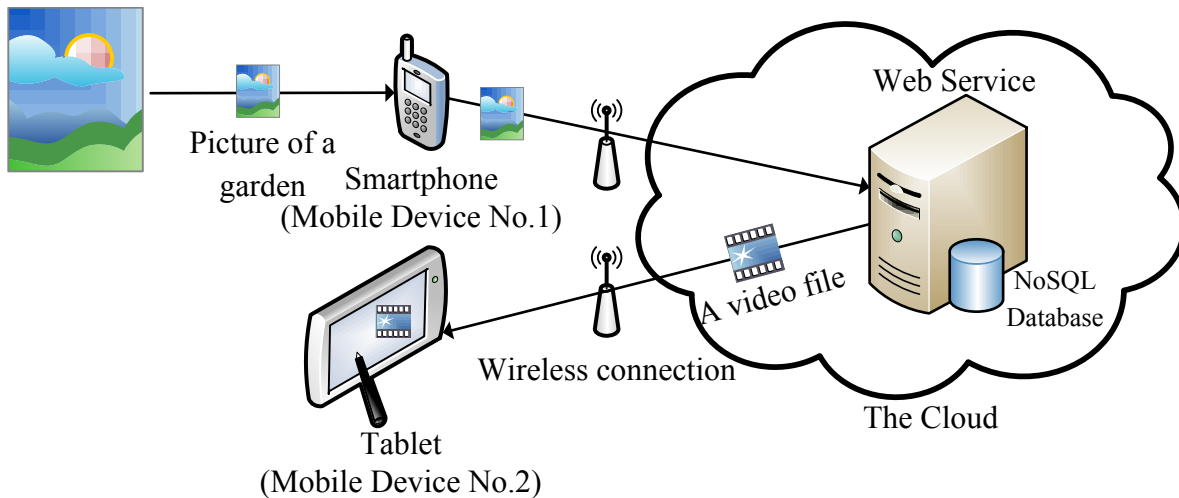 Web Service
Picture of a
garden
Smartphone
(Mobile Device No.1)
A video file
NoSQL
Database
Wireless connection
The Cloud
Tablet
(Mobile Device No.2)